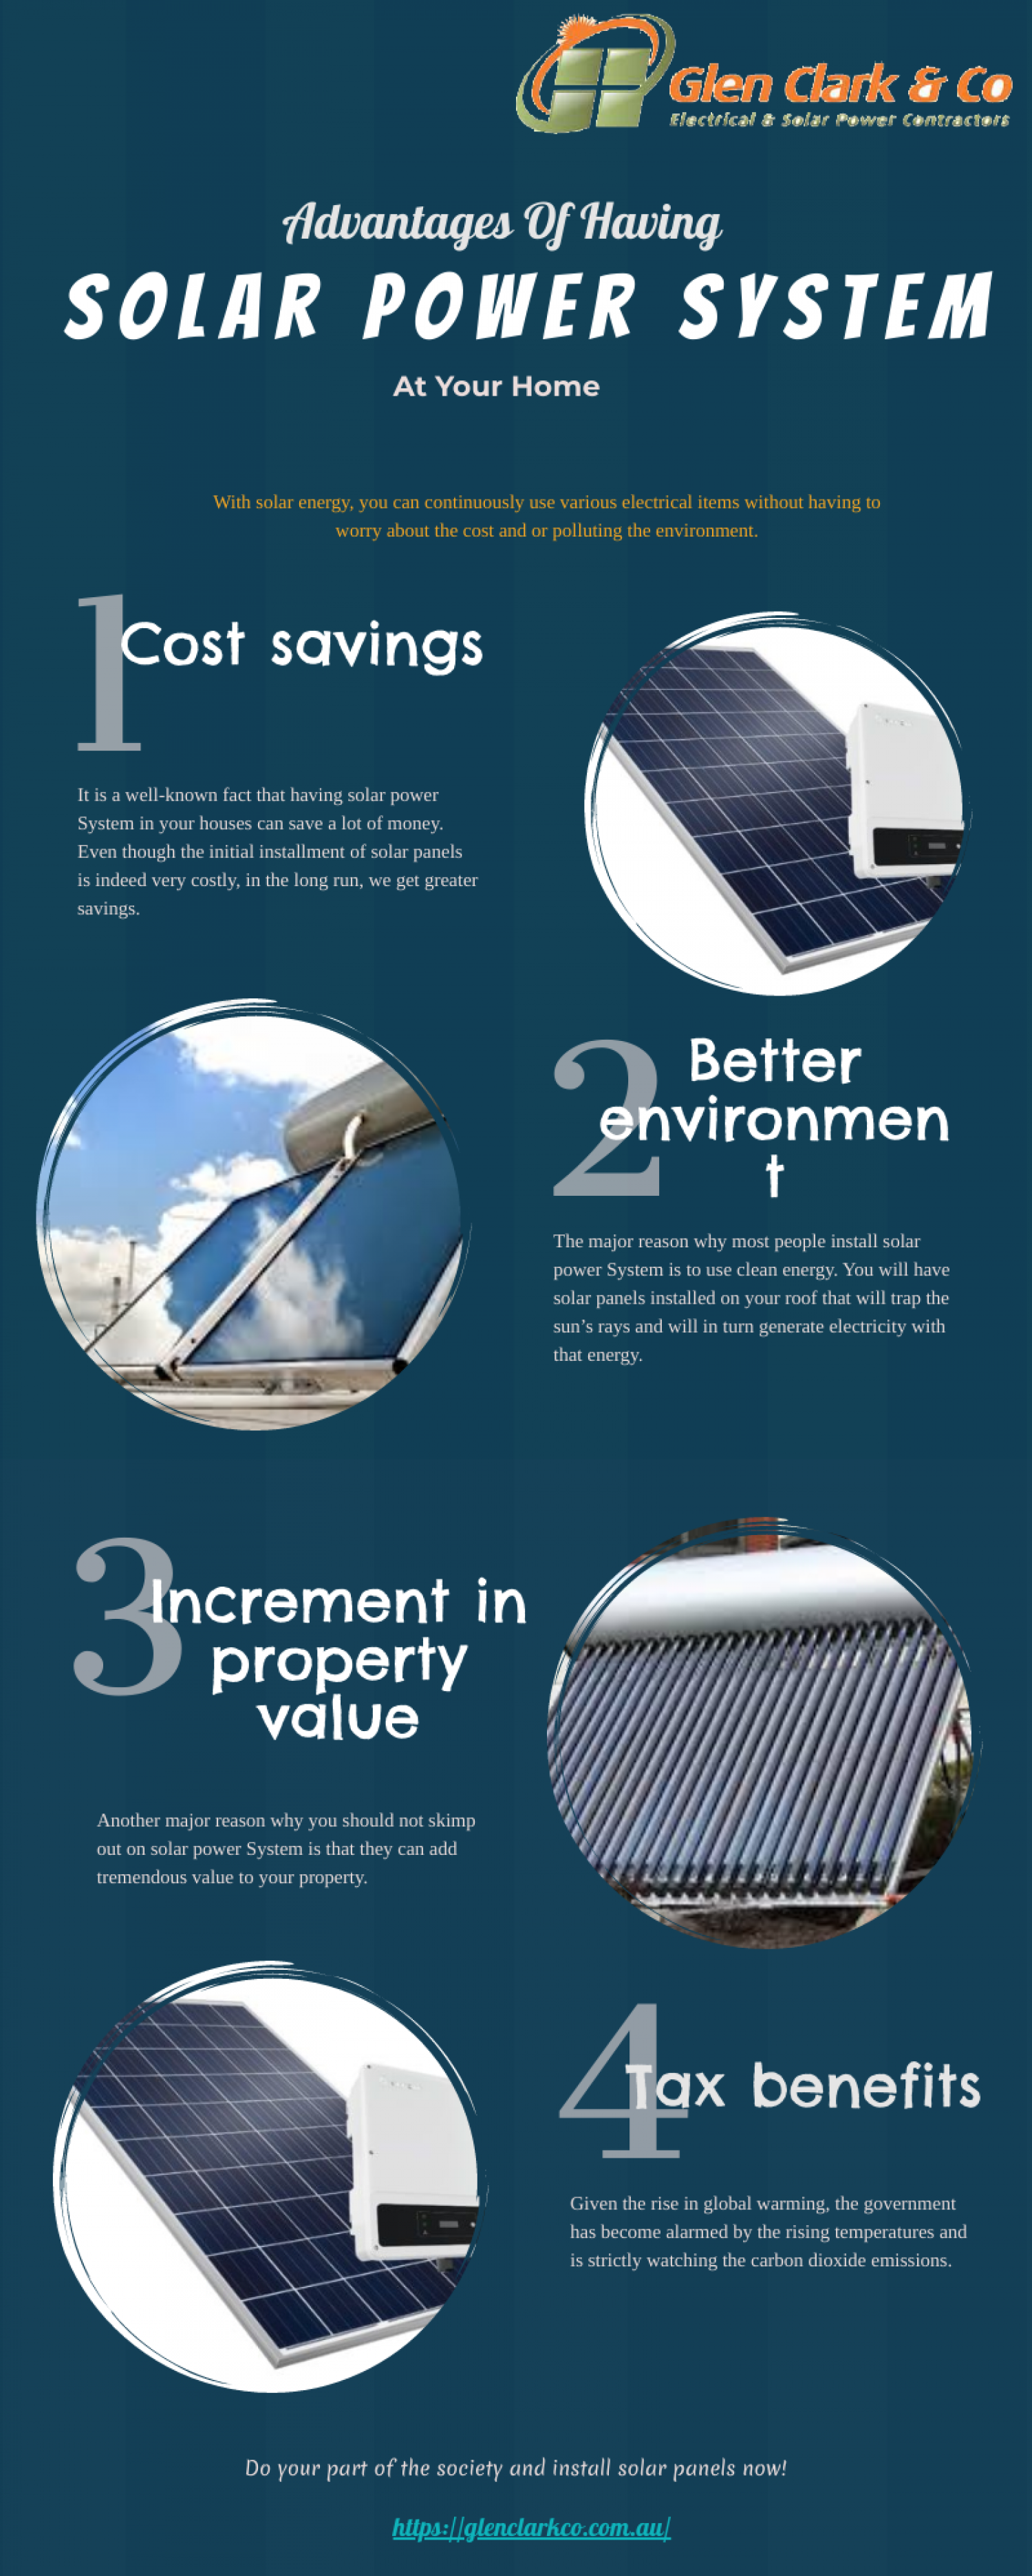 Glen Clark & Co
Electrical & Solar Power Contractors
Advantages Of Having
SOLAR POWER SYSTEM
At Your Home
With solar energy, you can continuously use various electrical items without having to
worry about the cost and or polluting the environment.
1
Cost savings
It is a well-known fact that having solar power
System in your houses can save a lot of money.
Even though the initial installment of solar panels
is indeed very costly, in the long run, we get greater
savings.
2
Better
environmen
t
The major reason why most people install solar
power System is to use clean energy. You will have
solar panels installed on your roof that will trap the
sun’s rays and will in turn generate electricity with
that energy.
3
Increment in
property
value
Another major reason why you should not skimp
out on solar power System is that they can add
tremendous value to your property.
4
Tax benefits
Given the rise in global warming, the government
has become alarmed by the rising temperatures and
is strictly watching the carbon dioxide emissions.
Do your part of the society and install solar panels now!
https://glenclarkco.com.au/